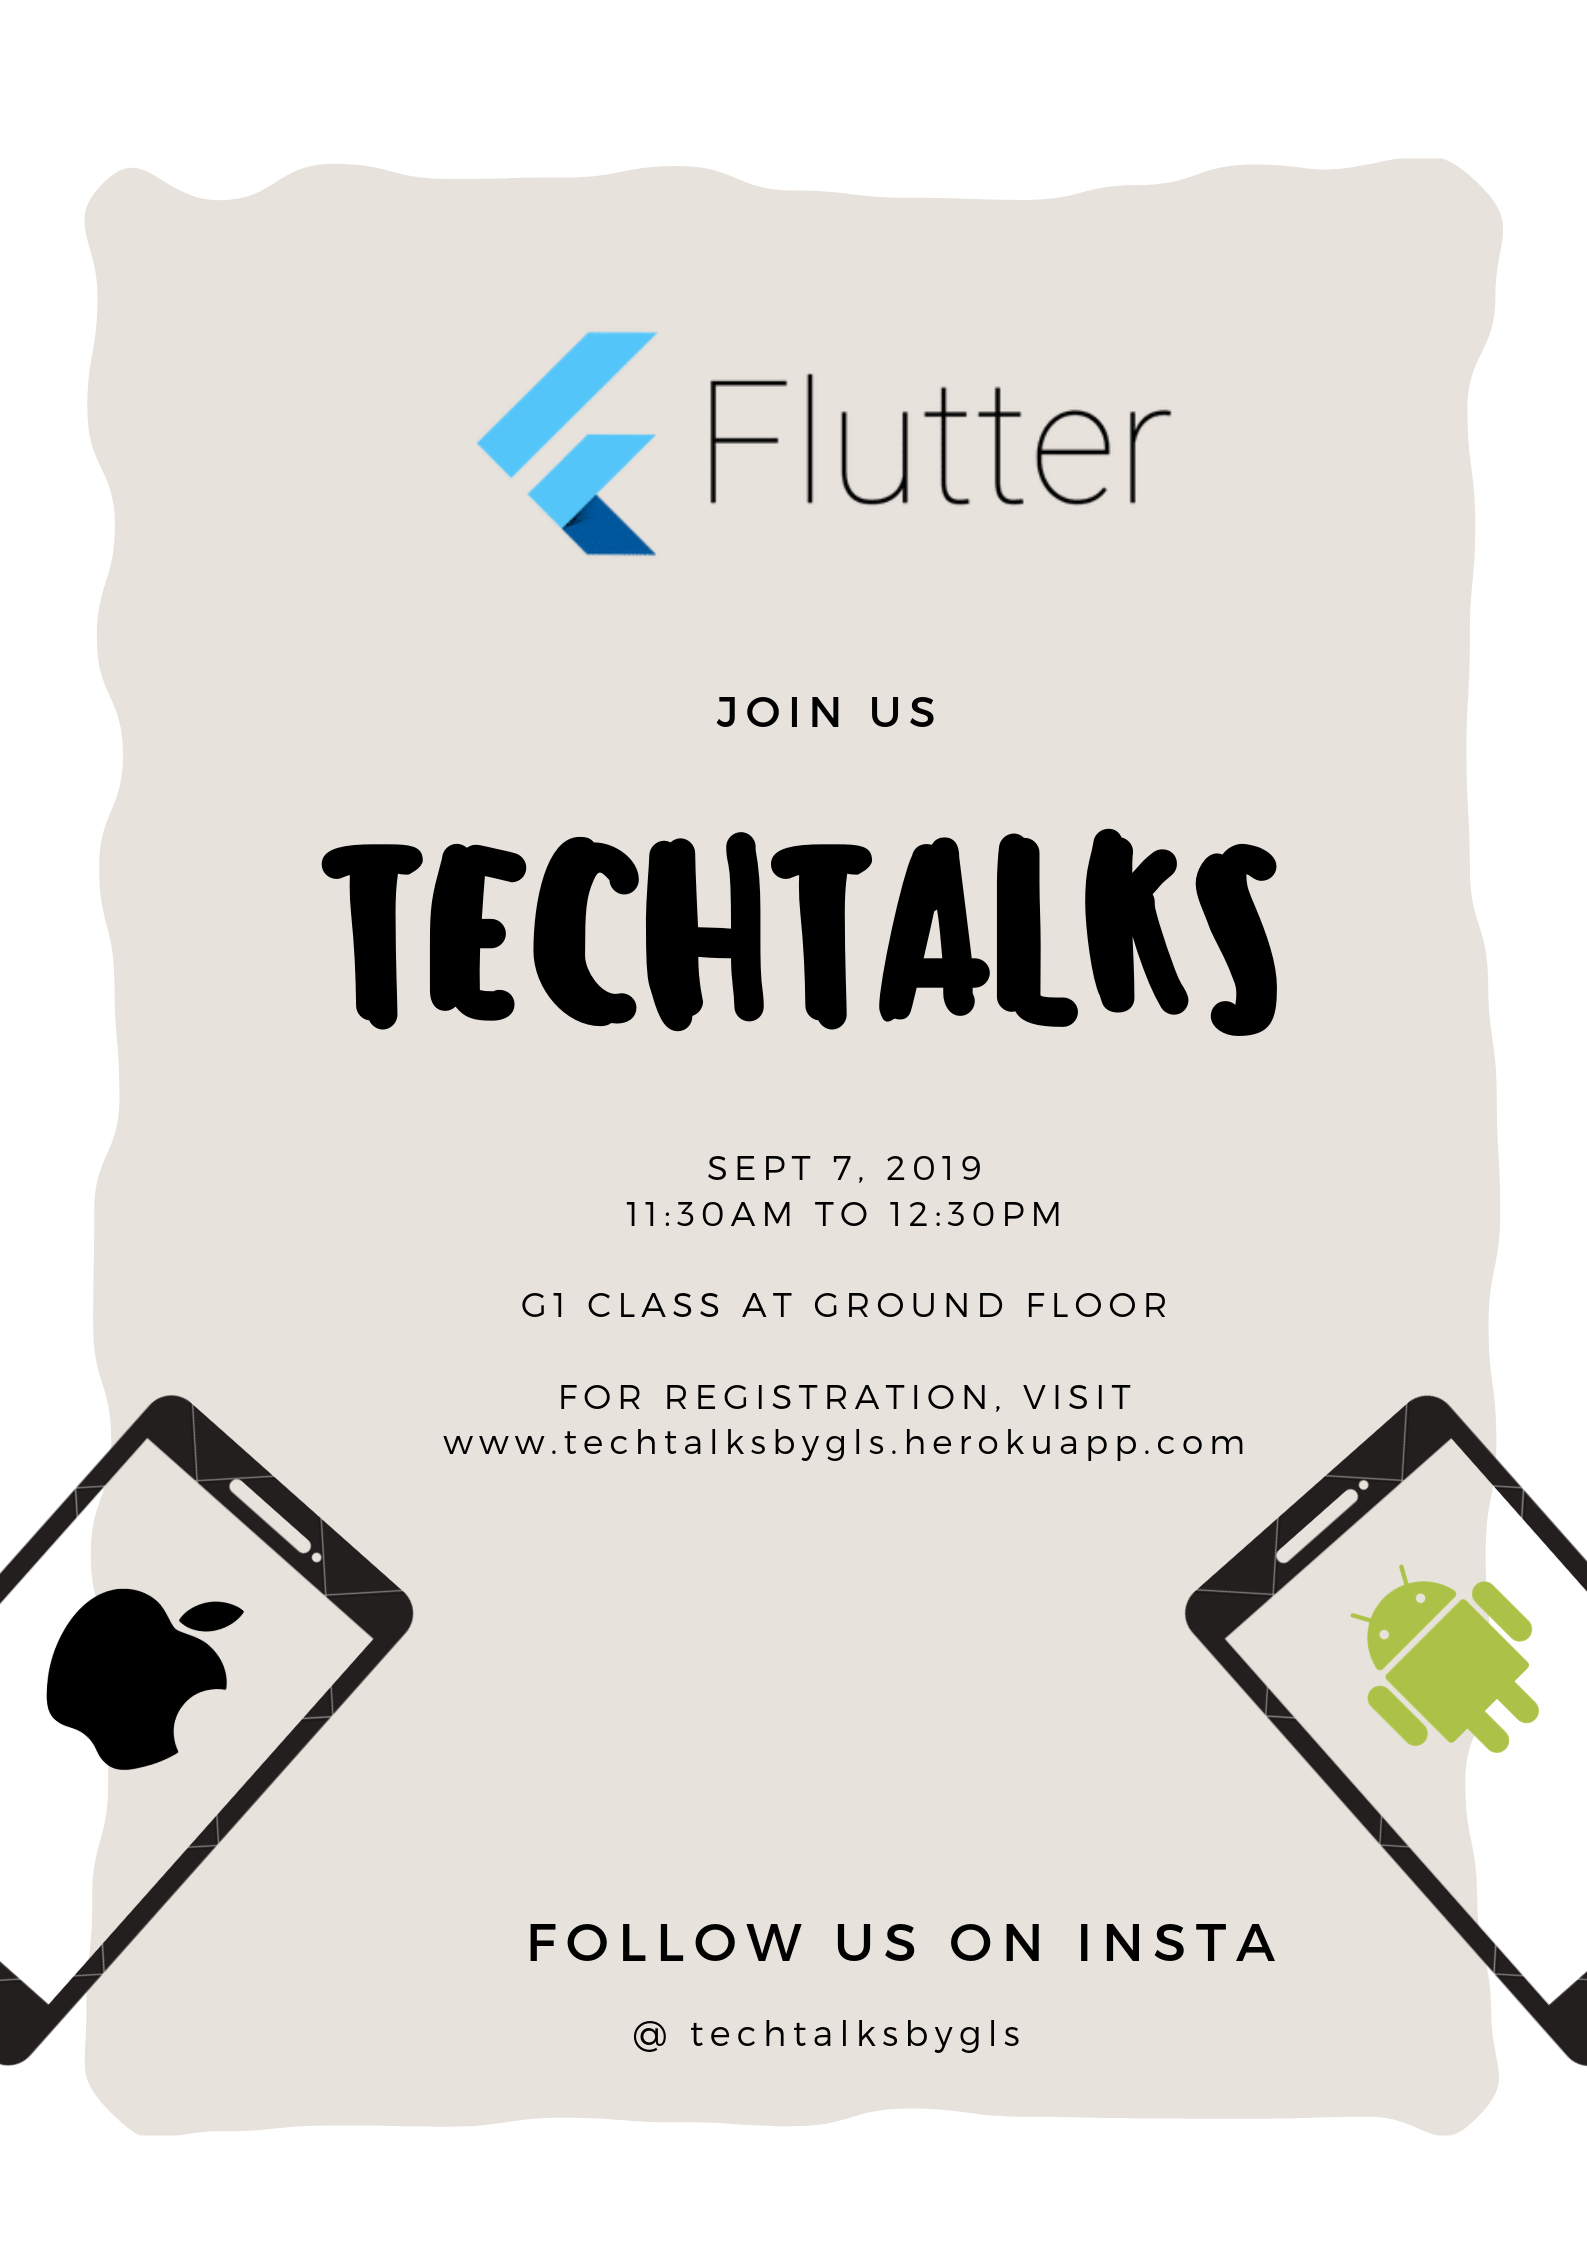 Flutter
JOIN US
TECHTALKS
SEPT 7, 2019
11:30AM TO 12:30PM
G1 CLASS AT GROUND FLOOR
FOR REGISTRATION, VISIT
www.techtalksbygls.herokuapp.com
FOLLOW US ON INSTA
@ techtalksbygls